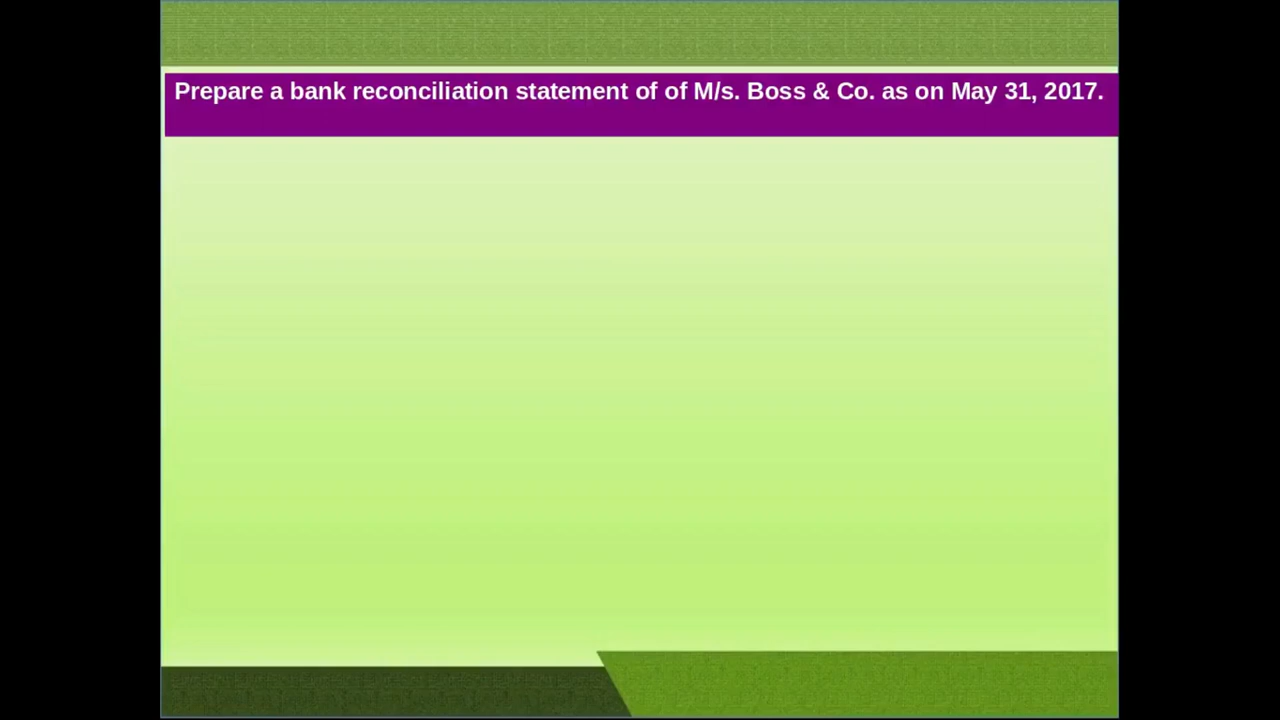 Prepare a bank reconciliation statement of of M/s. Boss & Co. as on May 31, 2017.